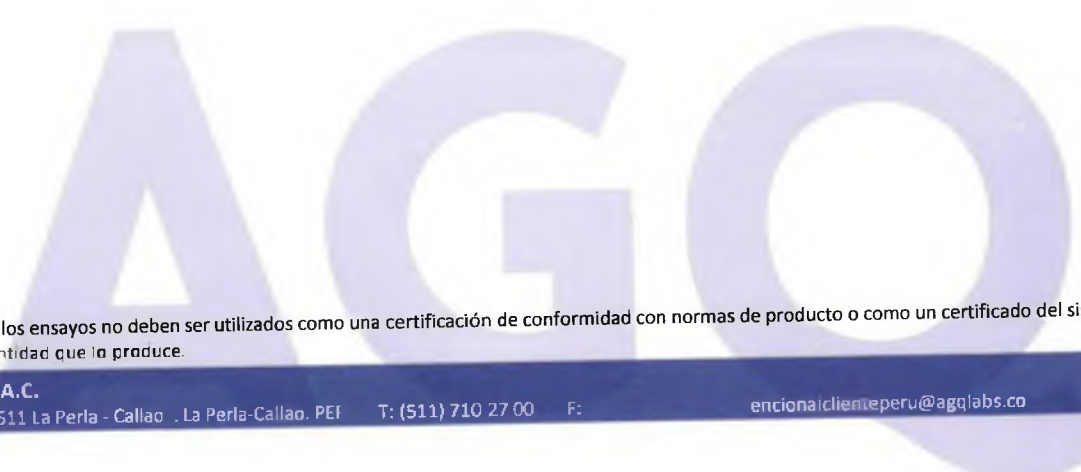 AGQ
los ensayos no deben ser utilizados como una certificación de conformidad con normas de producto o como un certificado del si
ntidad que la produce.
A.C.
511 La Perla - Callao . La Perla-Callao. PER T: (511) 710 27 00 F: encionalclienteperu@agqlabs.co